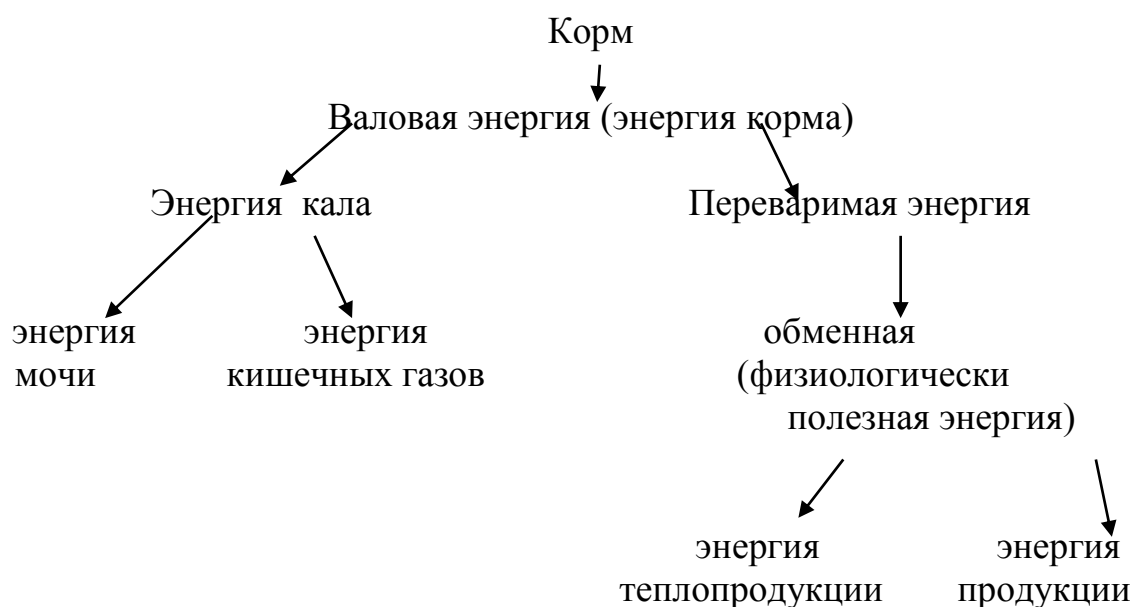 Корм
Валовая энергия (энергия корма)
Энергия кала
Переваримая энергия
энергия
мочи
энергия
кишечных газов
обменная
(физиологически
полезная энергия)
энергия
теплопродукции
энергия
продукции